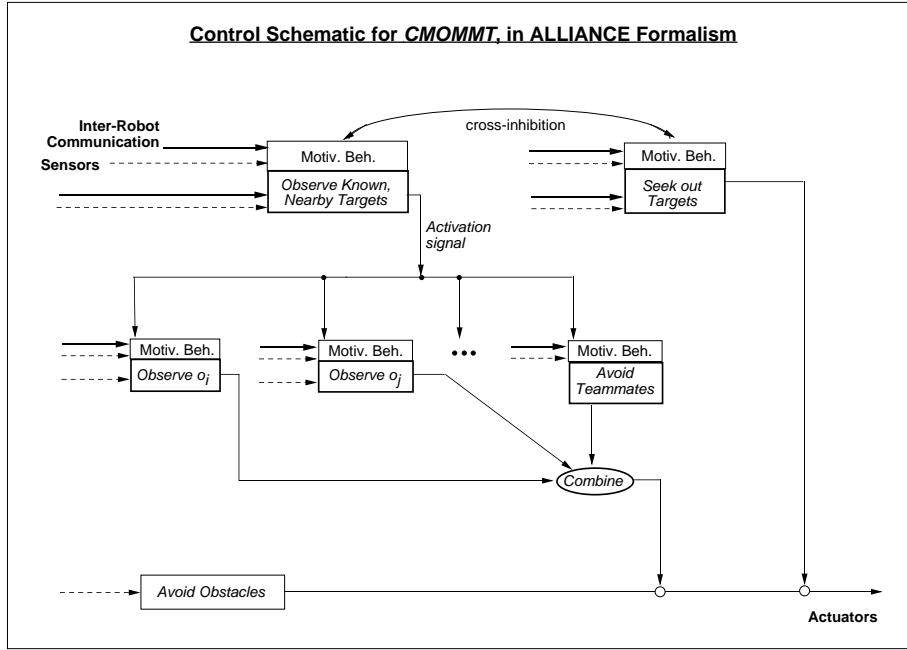 Control Schematic for CMOMMT, in ALLIANCE Formalism
Inter-Robot
Communication
Sensors
cross-inhibition
Motiv. Beh.
Observe Known,
Nearby Targets
Motiv. Beh.
Seek out
Targets
Activation
signal
Motiv. Beh.
Observe oi
Motiv. Beh.
Observe oj
•••
Motiv. Beh.
Avoid
Teammates
Combine
Avoid Obstacles
Actuators